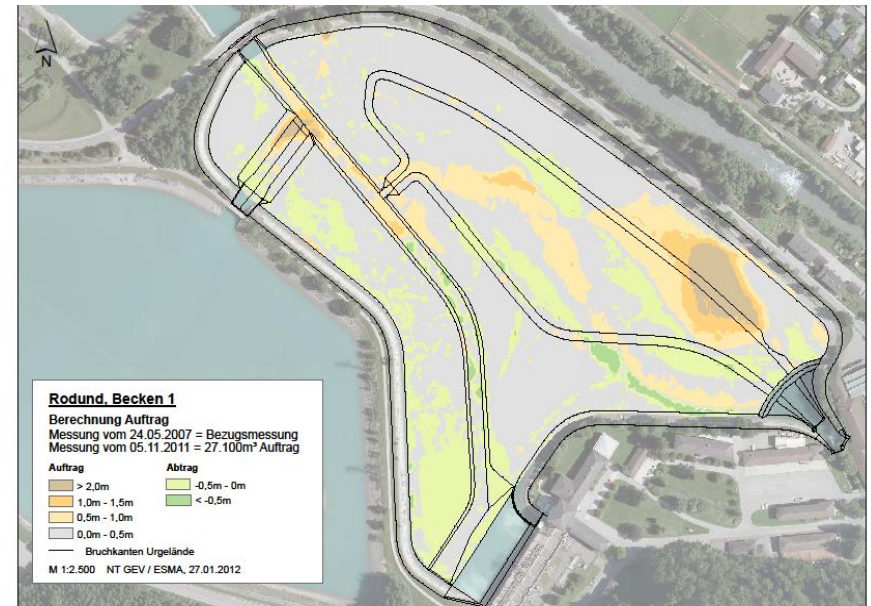 N
Rodund, Becken 1
Berechnung Auftrag
Messung vom 24.05.2007 = Bezugsmessung
Messung vom 05.11.2011 = 27.100m³ Auftrag
Auftrag Abtrag
> 2,0m -0,5m - 0m
1,0m - 1,5m < -0,5m
0,5m - 1,0m
0,0m - 0,5m
Bruchkanten Urgelände
M 1:2.500 NT GEV / ESMA, 27.01.2012